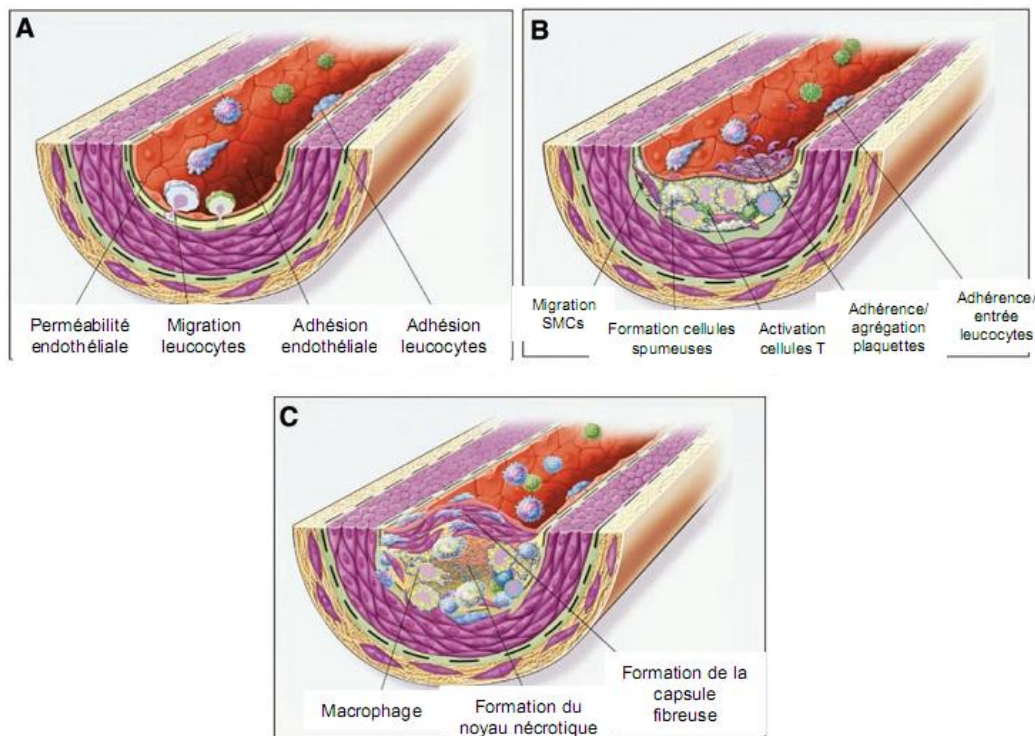 A
Perméabilité
endothéliale
Migration
leucocytes
Adhésion
endothéliale
Adhésion
leucocytes
B
Migration
SMCs
Formation cellules
spumeuses
Activation
cellules T
Adhérence/
agrégation
plaquettes
Adhérence/
entrée
leucocytes
C
Macrophage
Formation du
noyau nécrotique
Formation de la
capsule
fibreuse